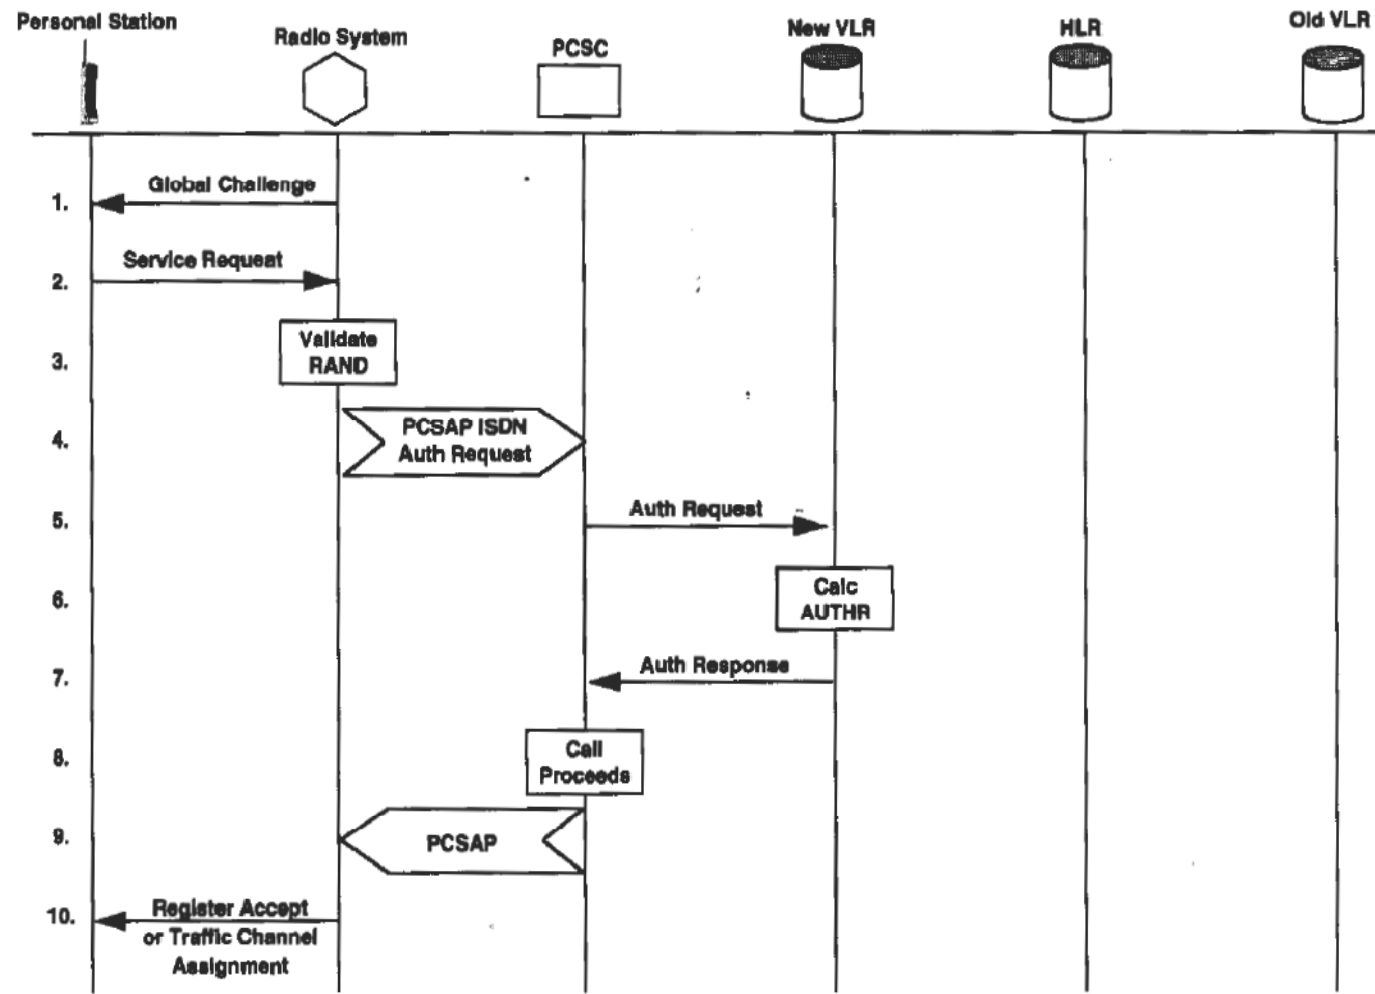 Personal Station
Radio System
PCSC
New VLR
HLR
Old VLR
1.
Global Challenge
2.
Service Request
3.
Validate
RAND
4.
PCSAP ISDN
Auth Request
5.
Auth Request
6.
Calc
AUTHR
7.
Auth Response
8.
Call
Proceeds
9.
PCSAP
10.
Register Accept
or Traffic Channel
Assignment